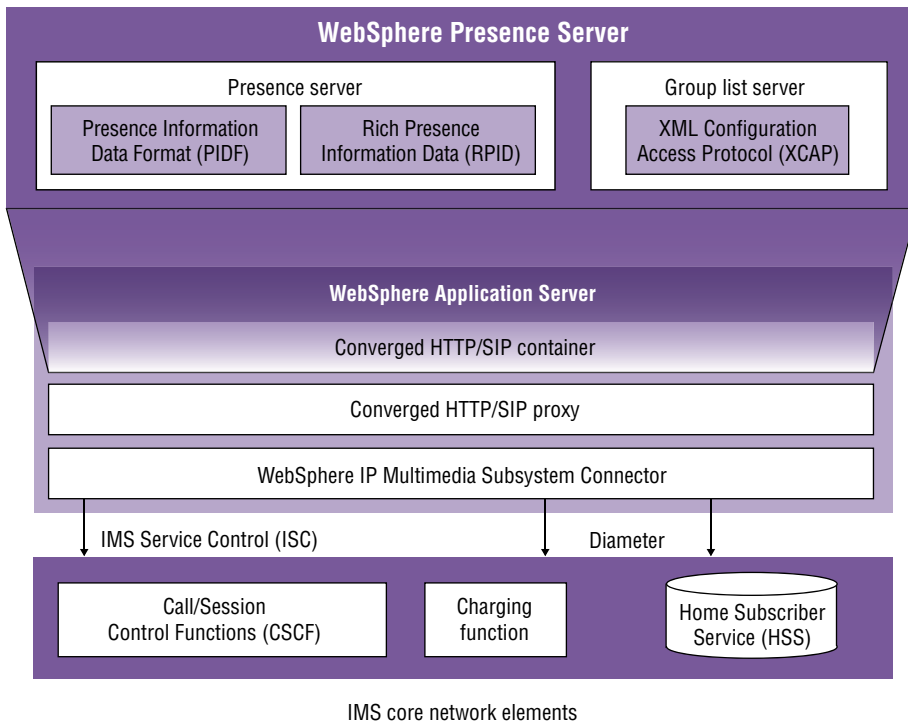 WebSphere Presence Server
Presence server
Group list server
Presence Information
Data Format (PIDF)
Rich Presence
Information Data (RPID)
XML Configuration
Access Protocol (XCAP)
WebSphere Application Server
Converged HTTP/SIP container
Converged HTTP/SIP proxy
WebSphere IP Multimedia Subsystem Connector
IMS Service Control (ISC)
Diameter
Call/Session
Control Functions (CSCF)
Charging
function
Home Subscriber
Service (HSS)
IMS core network elements